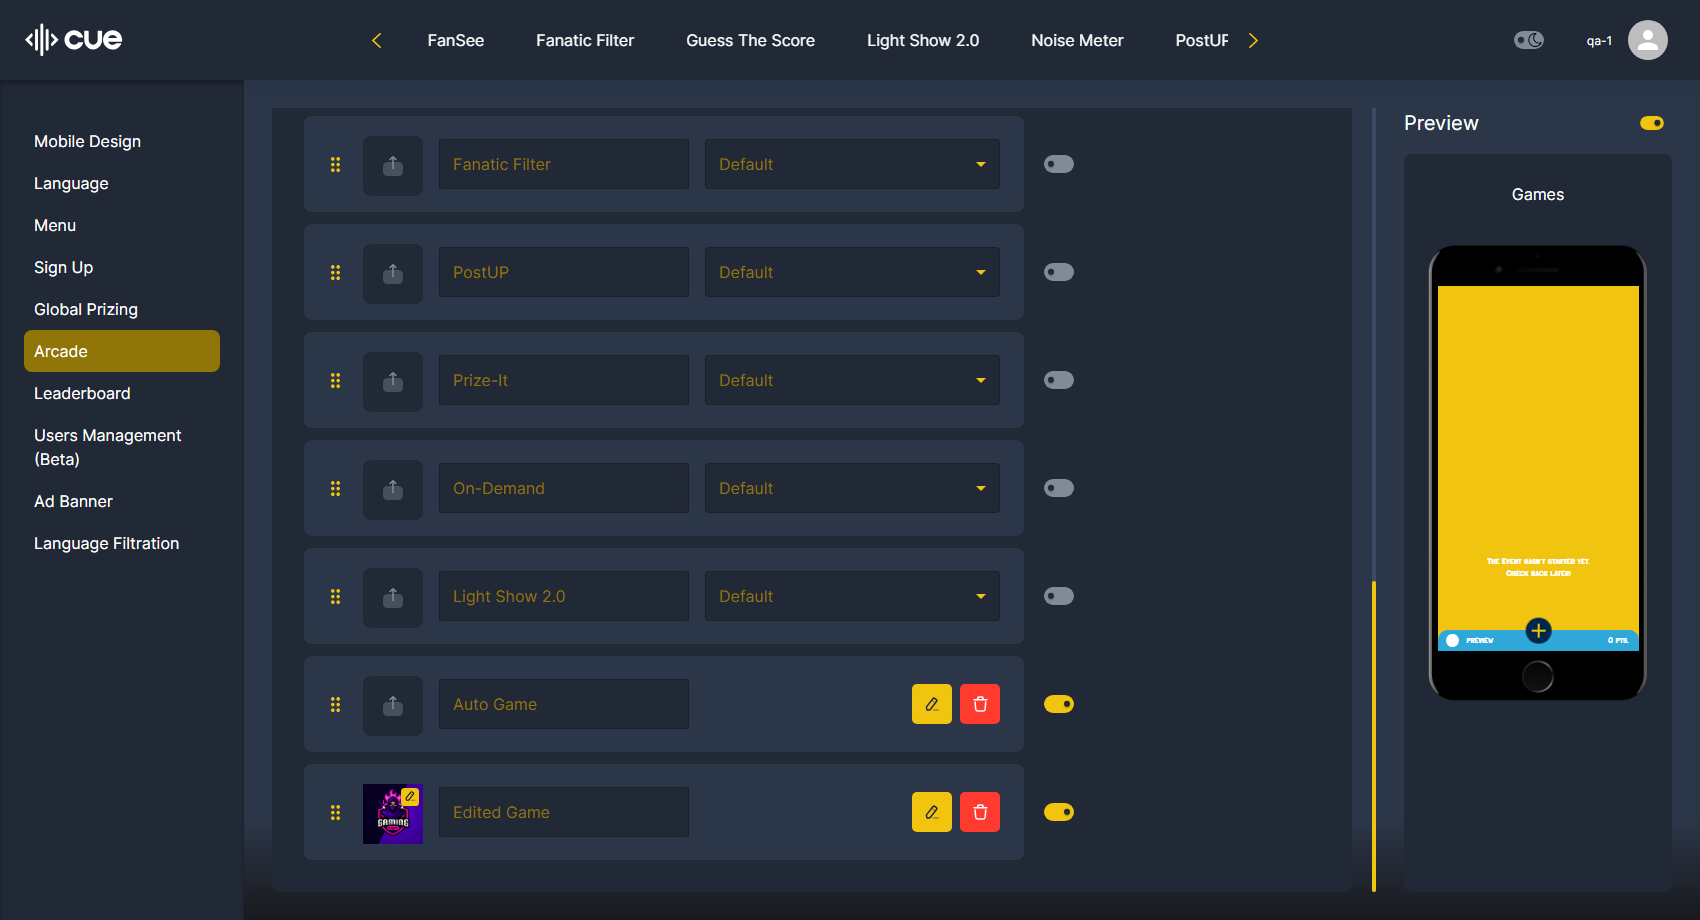 cue
FanSee
Fanatic Filter
Guess The Score
Light Show 2.0
Noise Meter
PostUP
qa-1
Mobile Design
Language
Menu
Sign Up
Global Prizing
Arcade
Leaderboard
Users Management
(Beta)
Ad Banner
Language Filtration
Fanatic Filter
Default
PostUP
Default
Prize-It
Default
On-Demand
Default
Light Show 2.0
Default
Auto Game
GAMING
Edited Game
Preview
Games
The Event hasn't started yet.
Check back later!
PREVIEW
0 PTS.